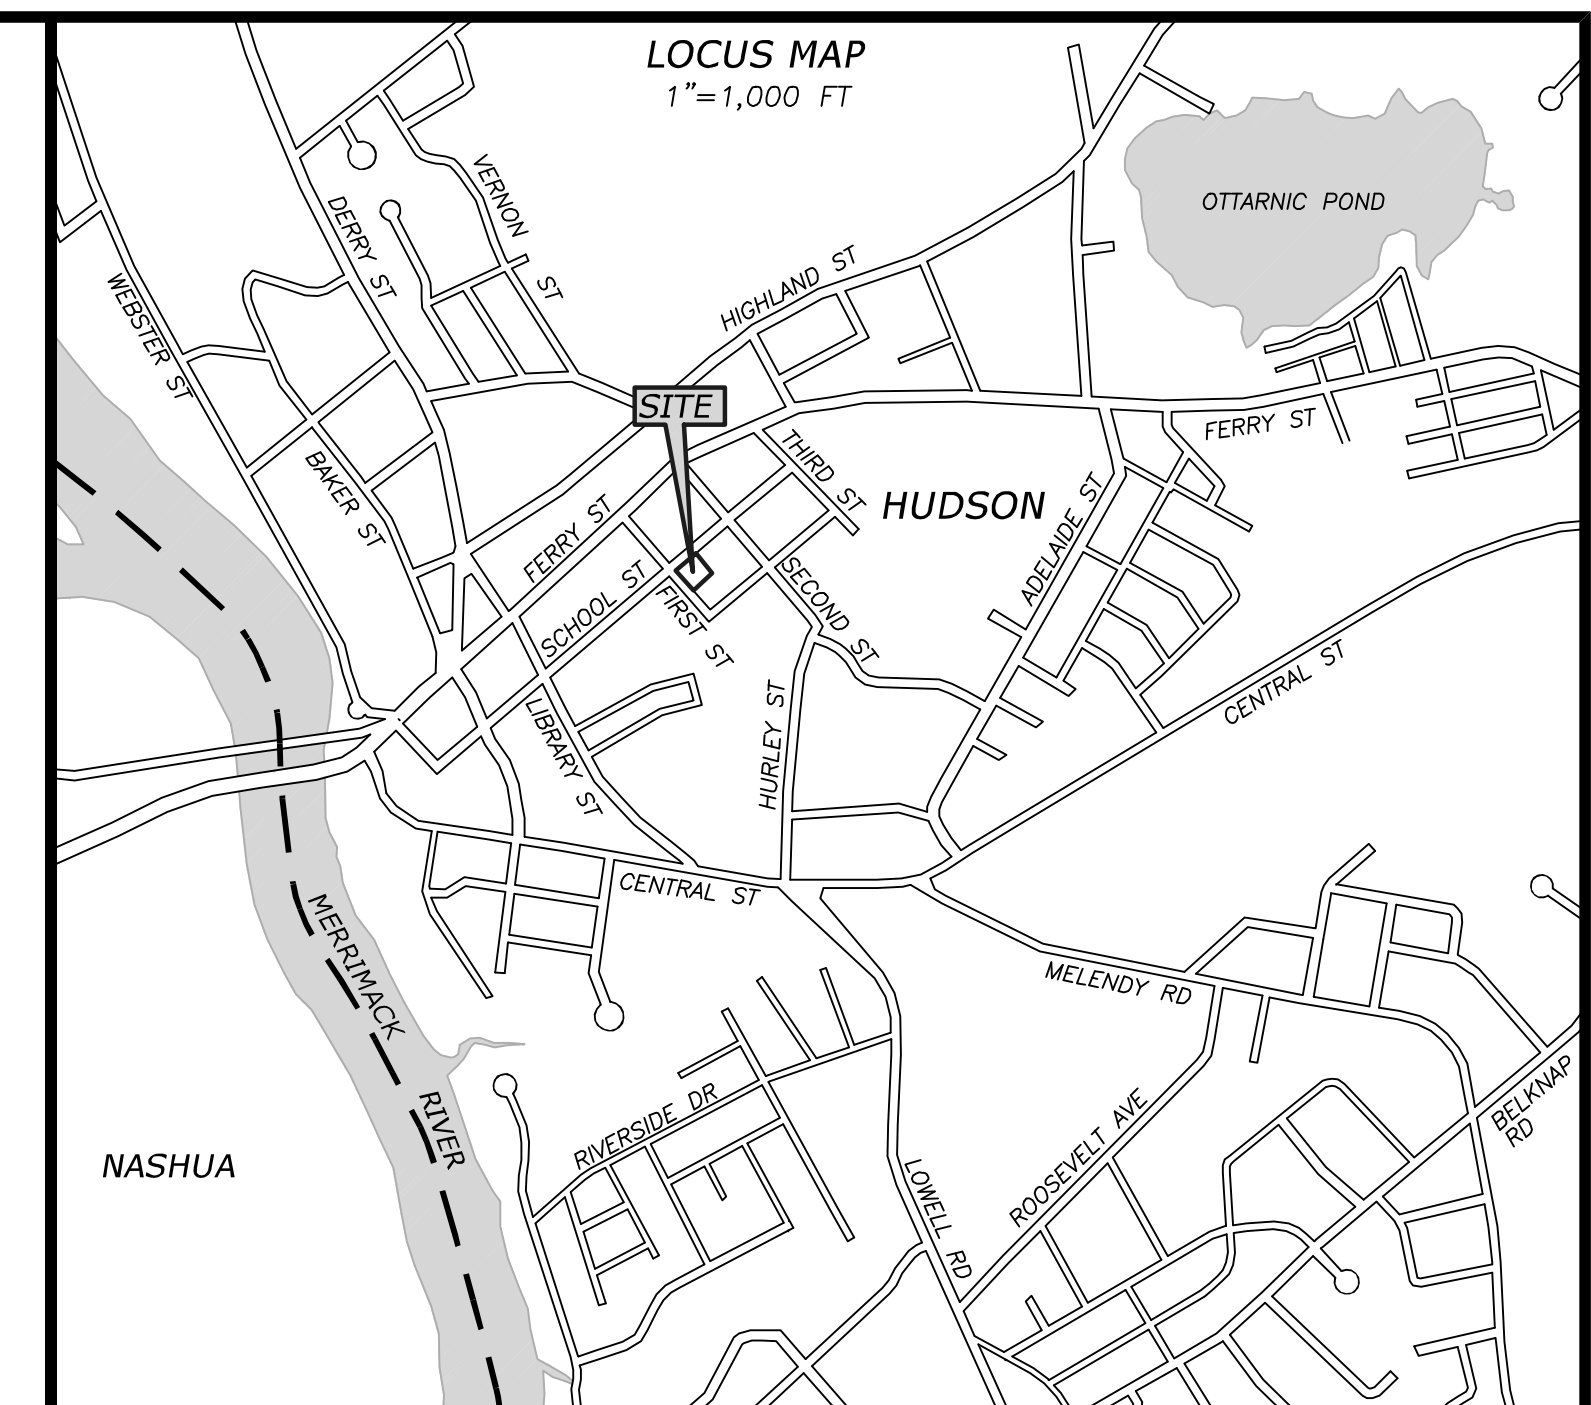 LOCUS MAP
1"=1,000 FT
OTTARNIC POND
VERNON ST
DERRY ST
WEBSTER ST
HIGHLAND ST
SITE
FERRY ST
THIRD ST
HUDSON
BAKER ST
ADELAIDE ST
FERRY ST
SCHOOL ST
FIRST ST
SECOND ST
CENTRAL ST
LIBRARY ST
HURLEY ST
CENTRAL ST
MERRIMACK RIVER
MELENDY RD
RIVERSIDE DR
NASHUA
LOWELL RD
ROOSEVELT AVE
BELKNAP
RD